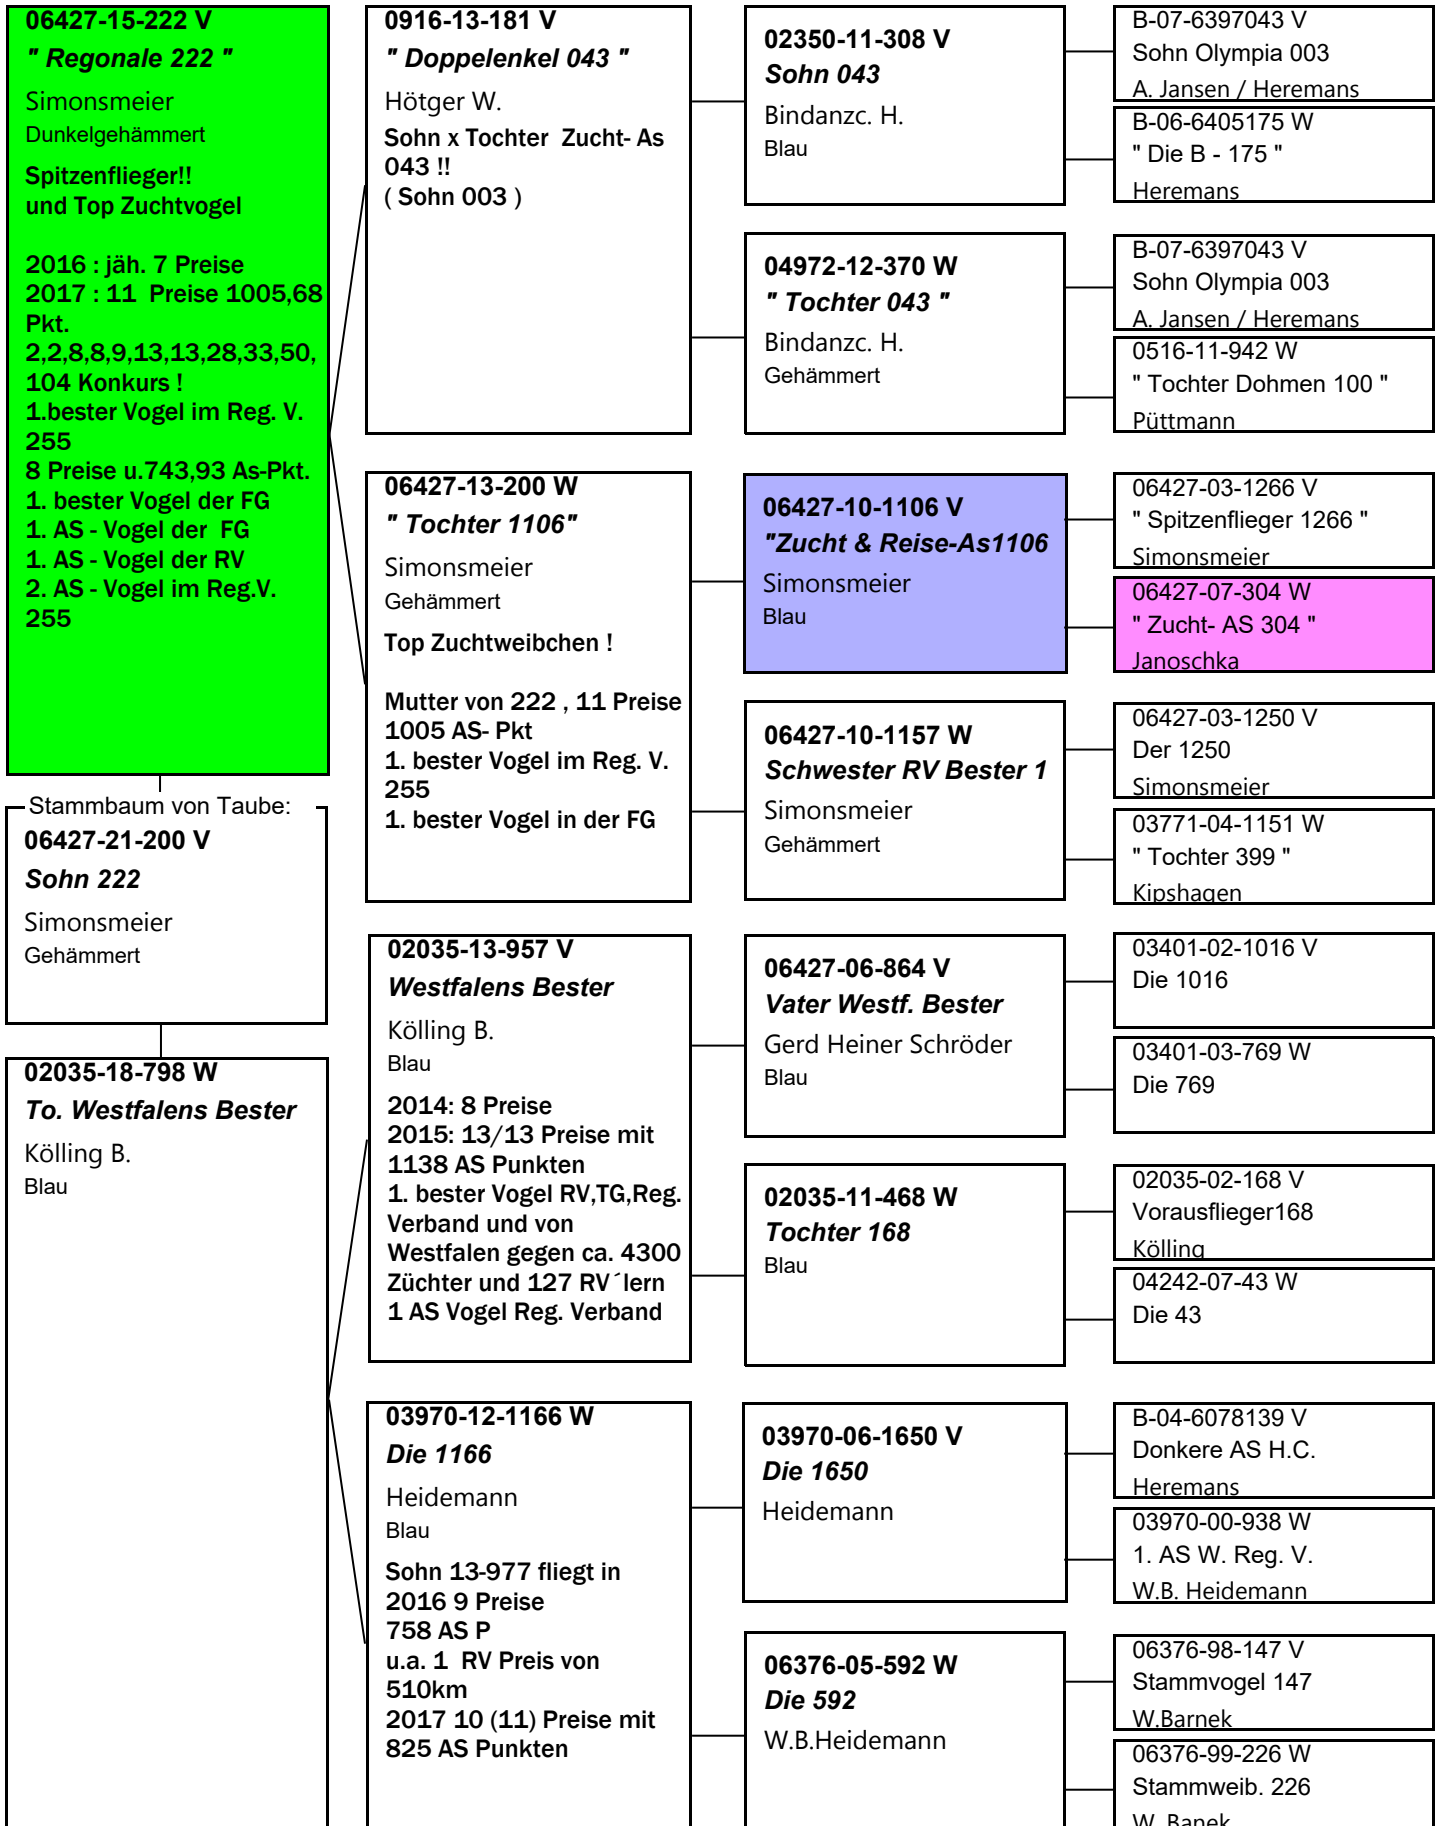 06427-15-222 V
" Regonale 222 "
Simonsmeier
Dunkelgehämmert
Spitzenflieger!!
und Top Zuchtvogel
2016 : jäh. 7 Preise
2017 : 11 Preise 1005,68
Pkt.
2,2,8,8,9,13,13,28,33,50,
104 Konkurs !
1.bester Vogel im Reg. V.
255
8 Preise u.743,93 As-Pkt.
1. bester Vogel der FG
1. AS - Vogel der FG
1. AS - Vogel der RV
2. AS - Vogel im Reg.V.
255
Stammbaum von Taube:
06427-21-200 V
Sohn 222
Simonsmeier
Gehämmert
02035-18-798 W
To. Westfalens Bester
Kölling B.
Blau
0916-13-181 V
" Doppelenkel 043 "
Hötger W.
Sohn x Tochter Zucht- As
043 !!
( Sohn 003 )
06427-13-200 W
" Tochter 1106"
Simonsmeier
Gehämmert
Top Zuchtweibchen !
Mutter von 222 , 11 Preise
1005 AS- Pkt
1. bester Vogel im Reg. V.
255
1. bester Vogel in der FG
02035-13-957 V
Westfalens Bester
Kölling B.
Blau
2014: 8 Preise
2015: 13/13 Preise mit
1138 AS Punkten
1. bester Vogel RV,TG,Reg.
Verband und von
Westfalen gegen ca. 4300
Züchter und 127 RV´lern
1 AS Vogel Reg. Verband
03970-12-1166 W
Die 1166
Heidemann
Blau
Sohn 13-977 fliegt in
2016 9 Preise
758 AS P
u.a. 1 RV Preis von
510km
2017 10 (11) Preise mit
825 AS Punkten
02350-11-308 V
Sohn 043
Bindanzc. H.
Blau
04972-12-370 W
" Tochter 043 "
Bindanzc. H.
Gehämmert
06427-10-1106 V
"Zucht & Reise-As1106
Simonsmeier
Blau
06427-10-1157 W
Schwester RV Bester 1
Simonsmeier
Gehämmert
06427-06-864 V
Vater Westf. Bester
Gerd Heiner Schröder
Blau
02035-11-468 W
Tochter 168
Blau
03970-06-1650 V
Die 1650
Heidemann
06376-05-592 W
Die 592
W.B.Heidemann
B-07-6397043 V
Sohn Olympia 003
A. Jansen / Heremans
B-06-6405175 W
" Die B - 175 "
Heremans
B-07-6397043 V
Sohn Olympia 003
A. Jansen / Heremans
0516-11-942 W
" Tochter Dohmen 100 "
Püttmann
06427-03-1266 V
" Spitzenflieger 1266 "
Simonsmeier
06427-07-304 W
" Zucht- AS 304 "
Janoschka
06427-03-1250 V
Der 1250
Simonsmeier
03771-04-1151 W
" Tochter 399 "
Kipshagen
03401-02-1016 V
Die 1016
03401-03-769 W
Die 769
02035-02-168 V
Vorausflieger168
Kölling
04242-07-43 W
Die 43
B-04-6078139 V
Donkere AS H.C.
Heremans
03970-00-938 W
1. AS W. Reg. V.
W.B. Heidemann
06376-98-147 V
Stammvogel 147
W.Barnek
06376-99-226 W
Stammweib. 226
W. Banek